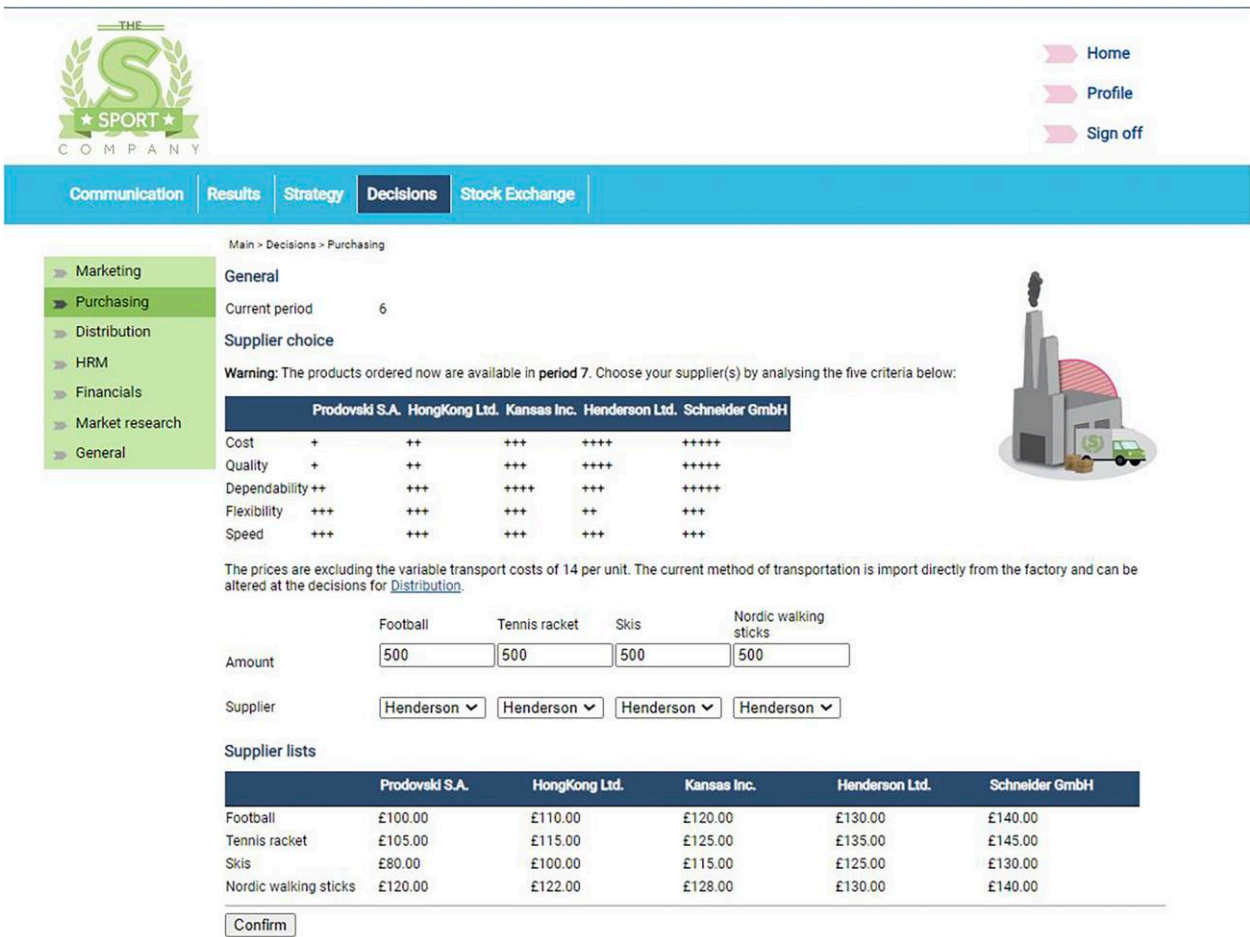 THE
S
★ SPORT ★
COMPANY
Home
Profile
Sign off
Communication Results Strategy Decisions Stock Exchange
Main > Decisions > Purchasing
Marketing
Purchasing
Distribution
HRM
Financials
Market research
General
General
Current period 6
Supplier choice
Warning: The products ordered now are available in period 7. Choose your supplier(s) by analysing the five criteria below:
Prodovski S.A. HongKong Ltd. Kansas Inc. Henderson Ltd. Schneider GmbH
Cost + ++ +++ ++++ +++++
Quality + ++ +++ ++++ +++++
Dependability ++ +++ ++++ +++ +++++
Flexibility +++ +++ +++ ++ +++
Speed +++ +++ +++ +++ +++
(S)
The prices are excluding the variable transport costs of 14 per unit. The current method of transportation is import directly from the factory and can be
altered at the decisions for Distribution.
Football Tennis racket Skis Nordic walking
sticks
Amount 500 500 500 500
Supplier Henderson Henderson Henderson Henderson
Supplier lists
Prodovski S.A. HongKong Ltd. Kansas Inc. Henderson Ltd. Schneider GmbH
Football £100.00 £110.00 £120.00 £130.00 £140.00
Tennis racket £105.00 £115.00 £125.00 £135.00 £145.00
Skis £80.00 £100.00 £115.00 £125.00 £130.00
Nordic walking sticks £120.00 £122.00 £128.00 £130.00 £140.00
Confirm